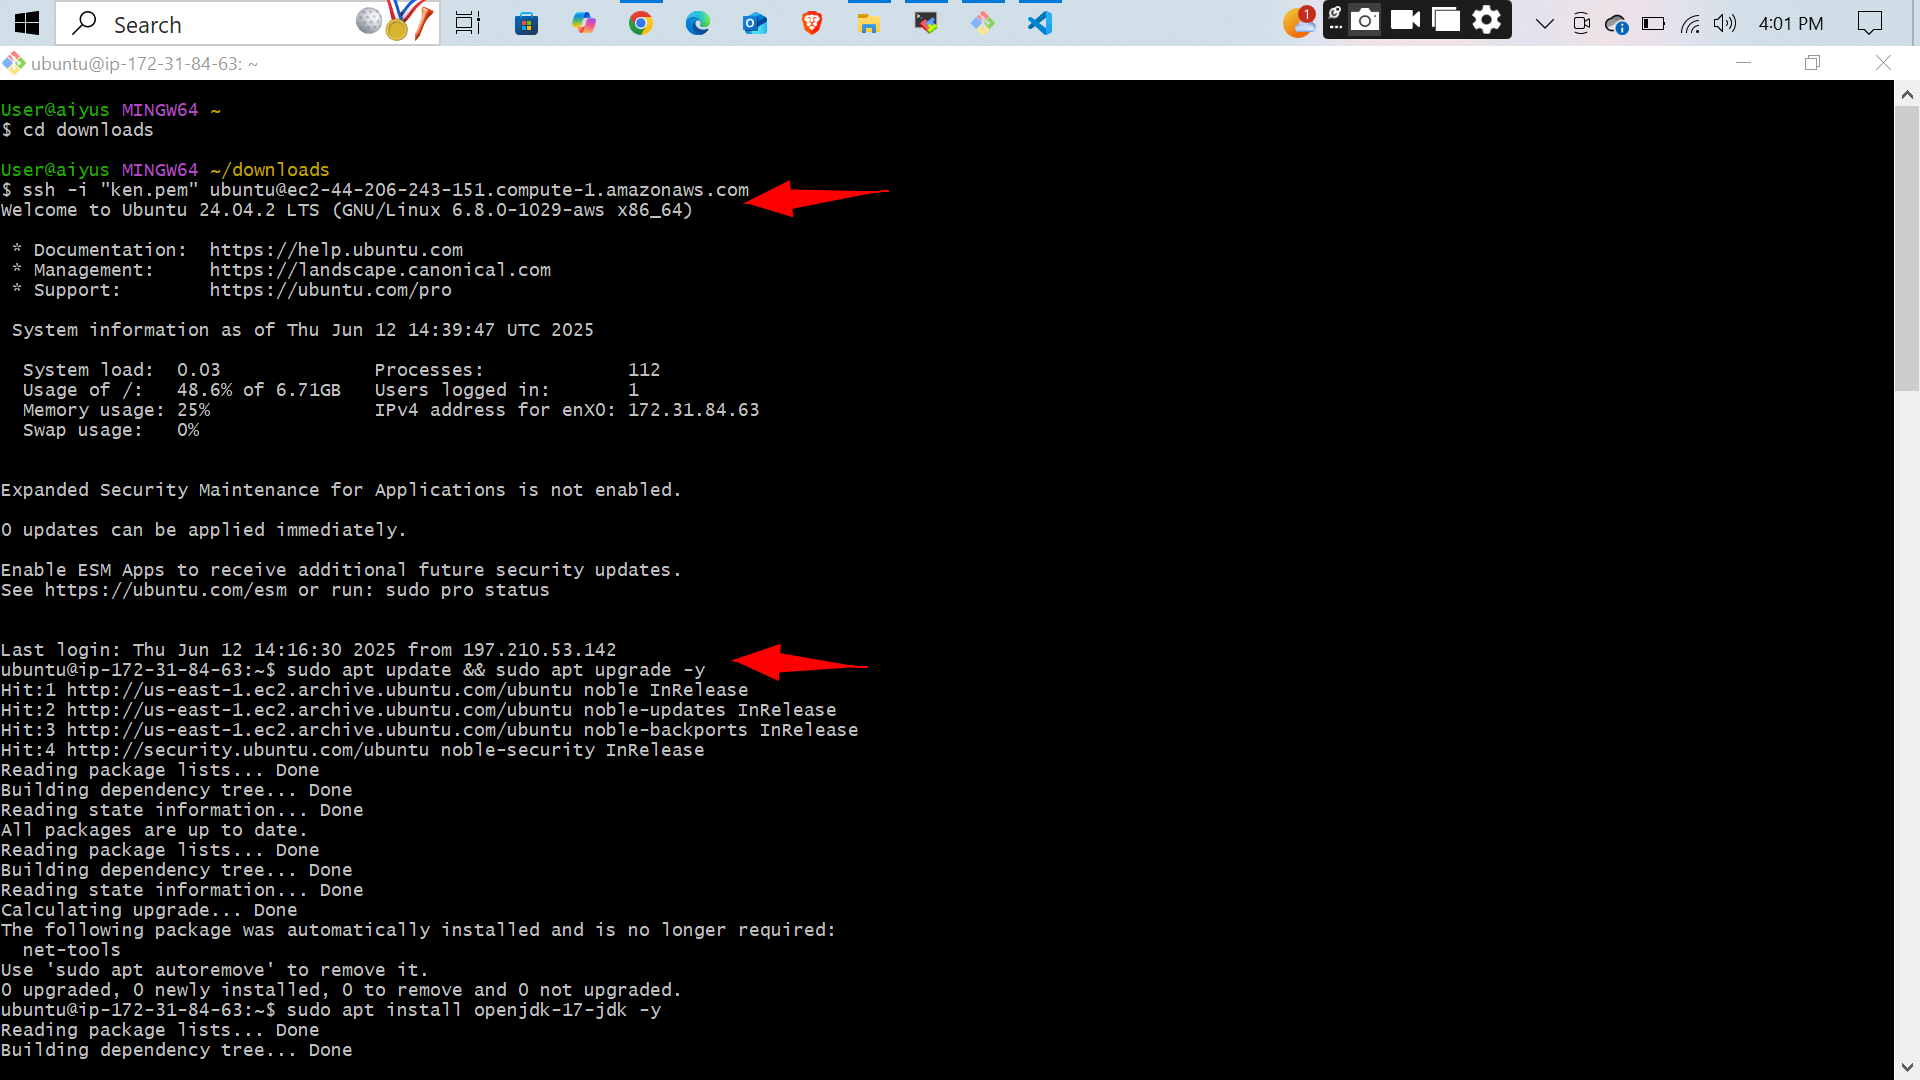 Search
1
4:01 PM
ubuntu@ip-172-31-84-63: ~
User@aiyus MINGW64 ~
$ cd downloads
User@aiyus MINGW64 ~/downloads
$ ssh -i "ken.pem" ubuntu@ec2-44-206-243-151.compute-1.amazonaws.com
Welcome to Ubuntu 24.04.2 LTS (GNU/Linux 6.8.0-1029-aws x86_64)
* Documentation:  https://help.ubuntu.com
* Management:     https://landscape.canonical.com
* Support:        https://ubuntu.com/pro
System information as of Thu Jun 12 14:39:47 UTC 2025
System load:  0.03              Processes:             112
Usage of /:   48.6% of 6.71GB   Users logged in:       1
Memory usage: 25%               IPv4 address for enX0: 172.31.84.63
Swap usage:   0%
Expanded Security Maintenance for Applications is not enabled.
0 updates can be applied immediately.
Enable ESM Apps to receive additional future security updates.
See https://ubuntu.com/esm or run: sudo pro status
Last login: Thu Jun 12 14:16:30 2025 from 197.210.53.142
ubuntu@ip-172-31-84-63:~$ sudo apt update && sudo apt upgrade -y
Hit:1 http://us-east-1.ec2.archive.ubuntu.com/ubuntu noble InRelease
Hit:2 http://us-east-1.ec2.archive.ubuntu.com/ubuntu noble-updates InRelease
Hit:3 http://us-east-1.ec2.archive.ubuntu.com/ubuntu noble-backports InRelease
Hit:4 http://security.ubuntu.com/ubuntu noble-security InRelease
Reading package lists... Done
Building dependency tree... Done
Reading state information... Done
All packages are up to date.
Reading package lists... Done
Building dependency tree... Done
Reading state information... Done
Calculating upgrade... Done
The following package was automatically installed and is no longer required:
net-tools
Use 'sudo apt autoremove' to remove it.
0 upgraded, 0 newly installed, 0 to remove and 0 not upgraded.
ubuntu@ip-172-31-84-63:~$ sudo apt install openjdk-17-jdk -y
Reading package lists... Done
Building dependency tree... Done